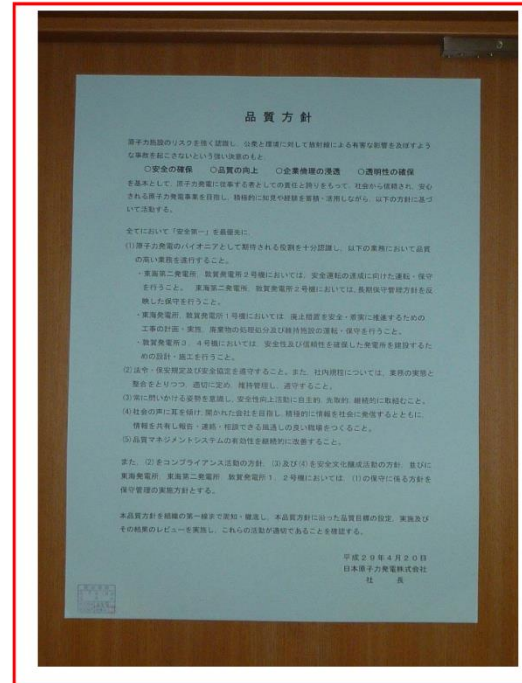 品質方針
原子力施設のリスクを強く認識し、公衆と環境に対して放射線による有害な影響を及ぼすよう
な事故を起こさないという強い決意のもと、
○安全の確保　○品質の向上　○企業倫理の浸透　○透明性の確保
を基本として、原子力発電に従事する者としての責任と誇りをもって、社会から信頼され、安心
される原子力発電事業を目指し、積極的に知見や経験を蓄積・活用しながら、以下の方針に基づ
いて活動する。
全てにおいて「安全第一」を最優先に、
(1)原子力発電のパイオニアとして期待される役割を十分認識し、以下の業務において品質
の高い業務を遂行すること。
・東海第二発電所、敦賀発電所２号機においては、安全運転の達成に向けた運転・保守
を行うこと。 東海第二発電所、敦賀発電所２号機においては、長期保守管理方針を反
映した保守を行うこと。
・東海発電所、敦賀発電所１号機においては、廃止措置を安全・着実に推進するための
工事の計画・実施、廃棄物の処理処分及び維持施設の運転・保守を行うこと。
・敦賀発電所３，４号機においては、安全性及び信頼性を確保した発電所を建設するた
めの設計・施工を行うこと。
(2)法令・保安規定及び安全協定を遵守すること。また、社内規程については、業務の実態と
整合をとりつつ、適切に定め、維持管理し、遵守すること。
(3)常に問いかける姿勢を意識し、安全性向上活動に自主的、先取的、継続的に取組むこと。
(4)社会の声に耳を傾け、開かれた会社を目指し、積極的に情報を社会に発信するとともに、
情報を共有し報告・連絡・相談できる風通しの良い職場をつくること。
(5)品質マネジメントシステムの有効性を継続的に改善すること。
また、(2)をコンプライアンス活動の方針、(3)及び(4)を安全文化醸成活動の方針、並びに
東海発電所、東海第二発電所、敦賀発電所１，２号機においては、(1)の保守に係る方針を
保守管理の実施方針とする。
本品質方針を組織の第一線まで周知・徹底し、本品質方針に沿った品質目標の設定、実施及び
その結果のレビューを実施し、これらの活動が適切であることを確認する。
平成２９年４月２０日
日本原子力発電株式会社
社　長